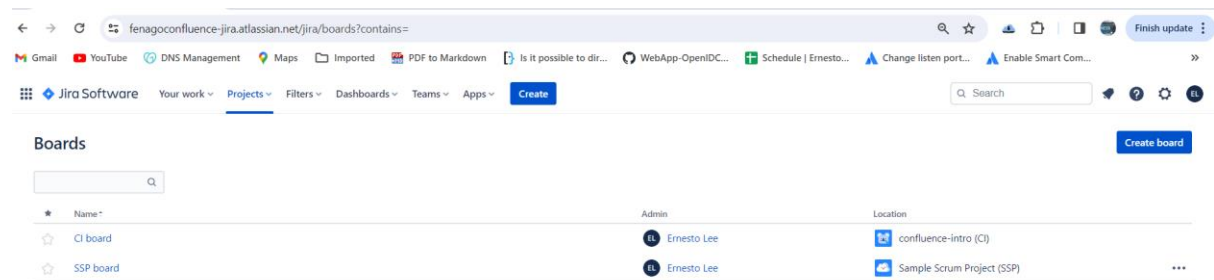 fenagoconfluence-jira.atlassian.net/jira/boards?contains= Finish update
Gmail YouTube DNS Management Maps Imported PDF to Markdown Is it possible to dir... WebApp-OpenIDC... Schedule | Ernesto... Change listen port... Enable Smart Com... »
Jira Software Your work Projects Filters Dashboards Teams Apps Create Search EL
Boards Create board
Name Admin Location
CI board EL Ernesto Lee confluence-intro (CI)
SSP board EL Ernesto Lee Sample Scrum Project (SSP) •••